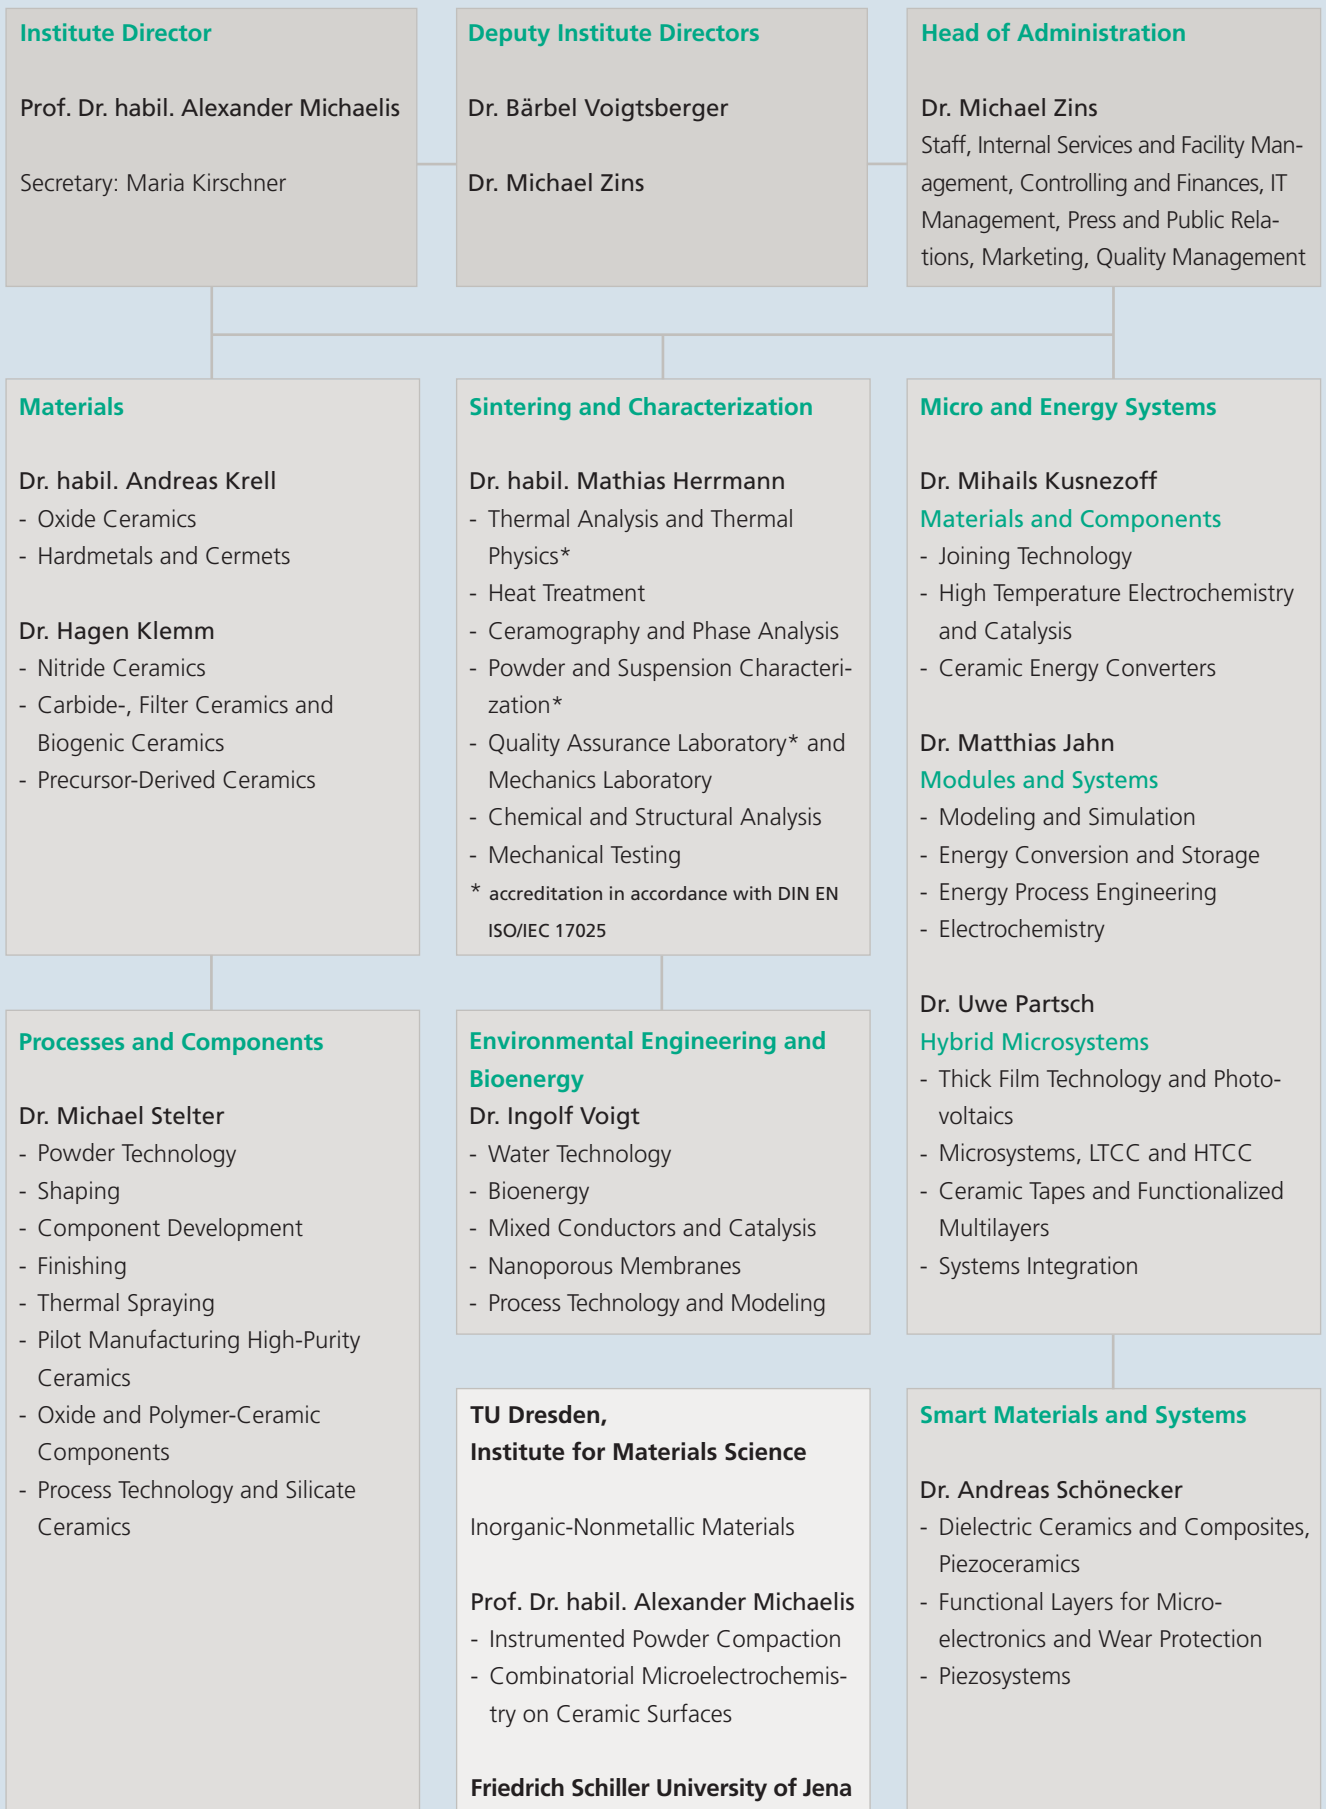 Institute Director
Prof. Dr. habil. Alexander Michaelis
Secretary: Maria Kirschner
Deputy Institute Directors
Dr. Bärbel Voigtsberger
Dr. Michael Zins
Head of Administration
Dr. Michael Zins
Staff, Internal Services and Facility Man-
agement, Controlling and Finances, IT
Management, Press and Public Rela-
tions, Marketing, Quality Management
Materials
Dr. habil. Andreas Krell
- Oxide Ceramics
- Hardmetals and Cermets
Dr. Hagen Klemm
- Nitride Ceramics
- Carbide-, Filter Ceramics and
Biogenic Ceramics
- Precursor-Derived Ceramics
Sintering and Characterization
Dr. habil. Mathias Herrmann
- Thermal Analysis and Thermal
Physics*
- Heat Treatment
- Ceramography and Phase Analysis
- Powder and Suspension Characteri-
zation*
- Quality Assurance Laboratory* and
Mechanics Laboratory
- Chemical and Structural Analysis
- Mechanical Testing
* accreditation in accordance with DIN EN
ISO/IEC 17025
Micro and Energy Systems
Dr. Mihails Kusnezoff
Materials and Components
- Joining Technology
- High Temperature Electrochemistry
and Catalysis
- Ceramic Energy Converters
Dr. Matthias Jahn
Modules and Systems
- Modeling and Simulation
- Energy Conversion and Storage
- Energy Process Engineering
- Electrochemistry
Dr. Uwe Partsch
Hybrid Microsystems
- Thick Film Technology and Photo-
voltaics
- Microsystems, LTCC and HTCC
- Ceramic Tapes and Functionalized
Multilayers
- Systems Integration
Processes and Components
Dr. Michael Stelter
- Powder Technology
- Shaping
- Component Development
- Finishing
- Thermal Spraying
- Pilot Manufacturing High-Purity
Ceramics
- Oxide and Polymer-Ceramic
Components
- Process Technology and Silicate
Ceramics
Environmental Engineering and
Bioenergy
Dr. Ingolf Voigt
- Water Technology
- Bioenergy
- Mixed Conductors and Catalysis
- Nanoporous Membranes
- Process Technology and Modeling
TU Dresden,
Institute for Materials Science
Inorganic-Nonmetallic Materials
Prof. Dr. habil. Alexander Michaelis
- Instrumented Powder Compaction
- Combinatorial Microelectrochemis-
try on Ceramic Surfaces
Friedrich Schiller University of Jena
Smart Materials and Systems
Dr. Andreas Schönecker
- Dielectric Ceramics and Composites,
Piezoceramics
- Functional Layers for Micro-
electronics and Wear Protection
- Piezosystems